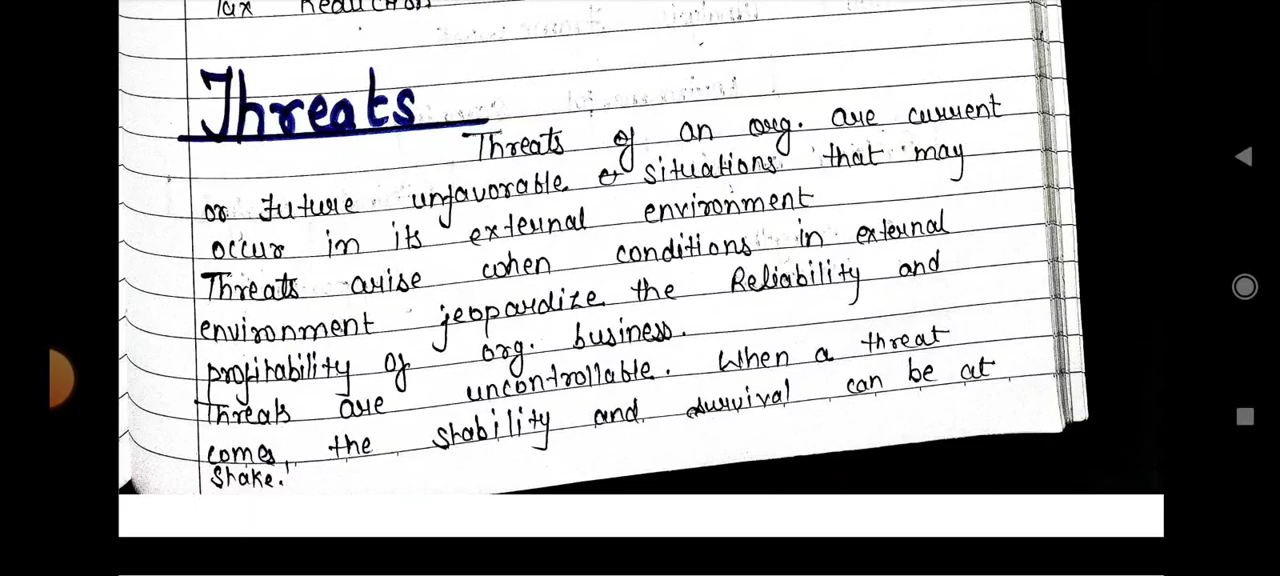 Tax Reduction
Threats
Threats of an org. are current
or future unfavorable situations that may
occur in its external environment
Threats arise when conditions in external
environment jeopardize the Reliability and
profitability of org. business.
Threats are uncontrollable. When a threat
comes, the stability and survival can be at
stake.